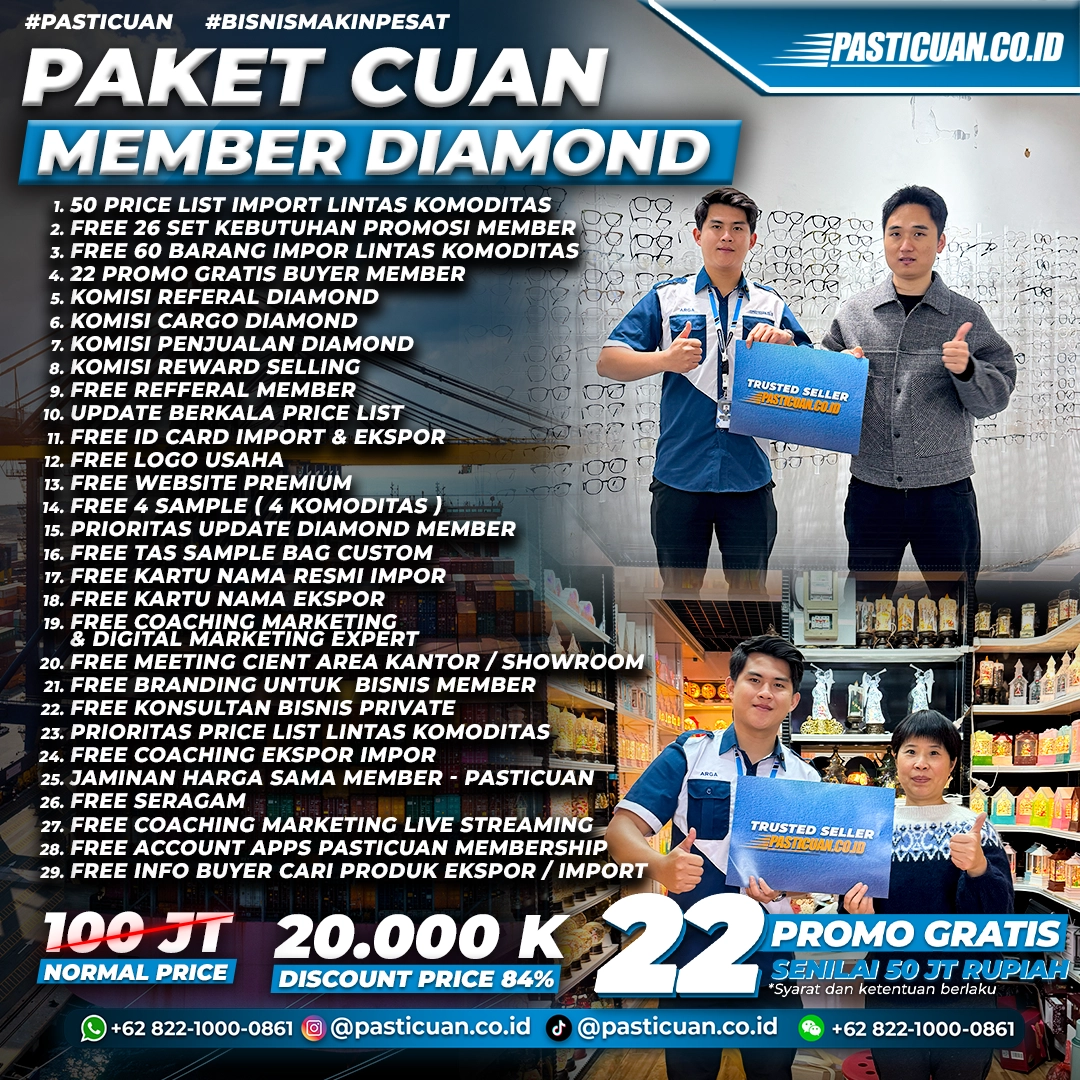 #PASTICUAN #BISNISMAKINPESAT
PASTICUAN.CO.ID
PAKET CUAN
MEMBER DIAMOND
1. 50 PRICE LIST IMPORT LINTAS KOMODITAS
2. FREE 26 SET KEBUTUHAN PROMOSI MEMBER
3. FREE 60 BARANG IMPOR LINTAS KOMODITAS
4. 22 PROMO GRATIS BUYER MEMBER
5. KOMISI REFERAL DIAMOND
6. KOMISI CARGO DIAMOND
7. KOMISI PENJUALAN DIAMOND
8. KOMISI REWARD SELLING
9. FREE REFFERAL MEMBER
10. UPDATE BERKALA PRICE LIST
11. FREE ID CARD IMPORT & EKSPOR
12. FREE LOGO USAHA
13. FREE WEBSITE PREMIUM
14. FREE 4 SAMPLE ( 4 KOMODITAS )
15. PRIORITAS UPDATE DIAMOND MEMBER
16. FREE TAS SAMPLE BAG CUSTOM
17. FREE KARTU NAMA RESMI IMPOR
18. FREE KARTU NAMA EKSPOR
19. FREE COACHING MARKETING
& DIGITAL MARKETING EXPERT
20. FREE MEETING CIENT AREA KANTOR / SHOWROOM
21. FREE BRANDING UNTUK BISNIS MEMBER
22. FREE KONSULTAN BISNIS PRIVATE
23. PRIORITAS PRICE LIST LINTAS KOMODITAS
24. FREE COACHING EKSPOR IMPOR
25. JAMINAN HARGA SAMA MEMBER - PASTICUAN
26. FREE SERAGAM
27. FREE COACHING MARKETING LIVE STREAMING
28. FREE ACCOUNT APPS PASTICUAN MEMBERSHIP
29. FREE INFO BUYER CARI PRODUK EKSPOR / IMPORT
ARGA
TRUSTED SELLER
PASTICUAN.CO.ID
ARGA
TRUSTED SELLER
PASTICUAN.CO.ID
100 JT
NORMAL PRICE
20.000 K
DISCOUNT PRICE 84%
22
PROMO GRATIS
SENILAI 50 JT RUPIAH
*Syarat dan ketentuan berlaku
+62 822-1000-0861 @pasticuan.co.id @pasticuan.co.id +62 822-1000-0861